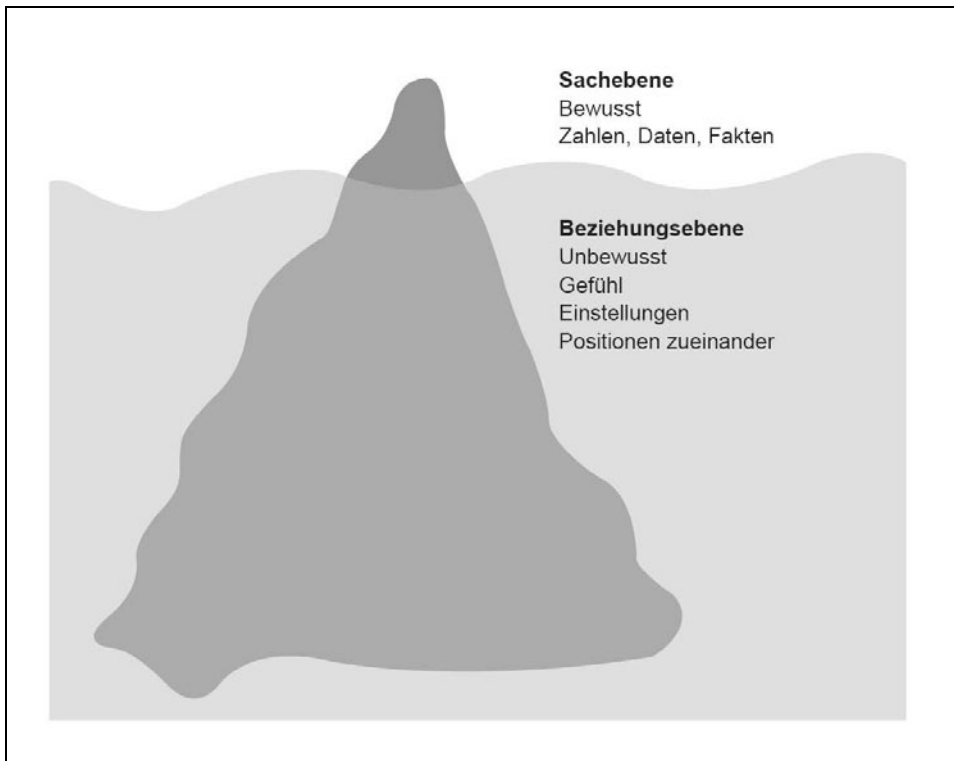 Sachebene
Bewusst
Zahlen, Daten, Fakten
Beziehungsebene
Unbewusst
Gefühl
Einstellungen
Positionen zueinander